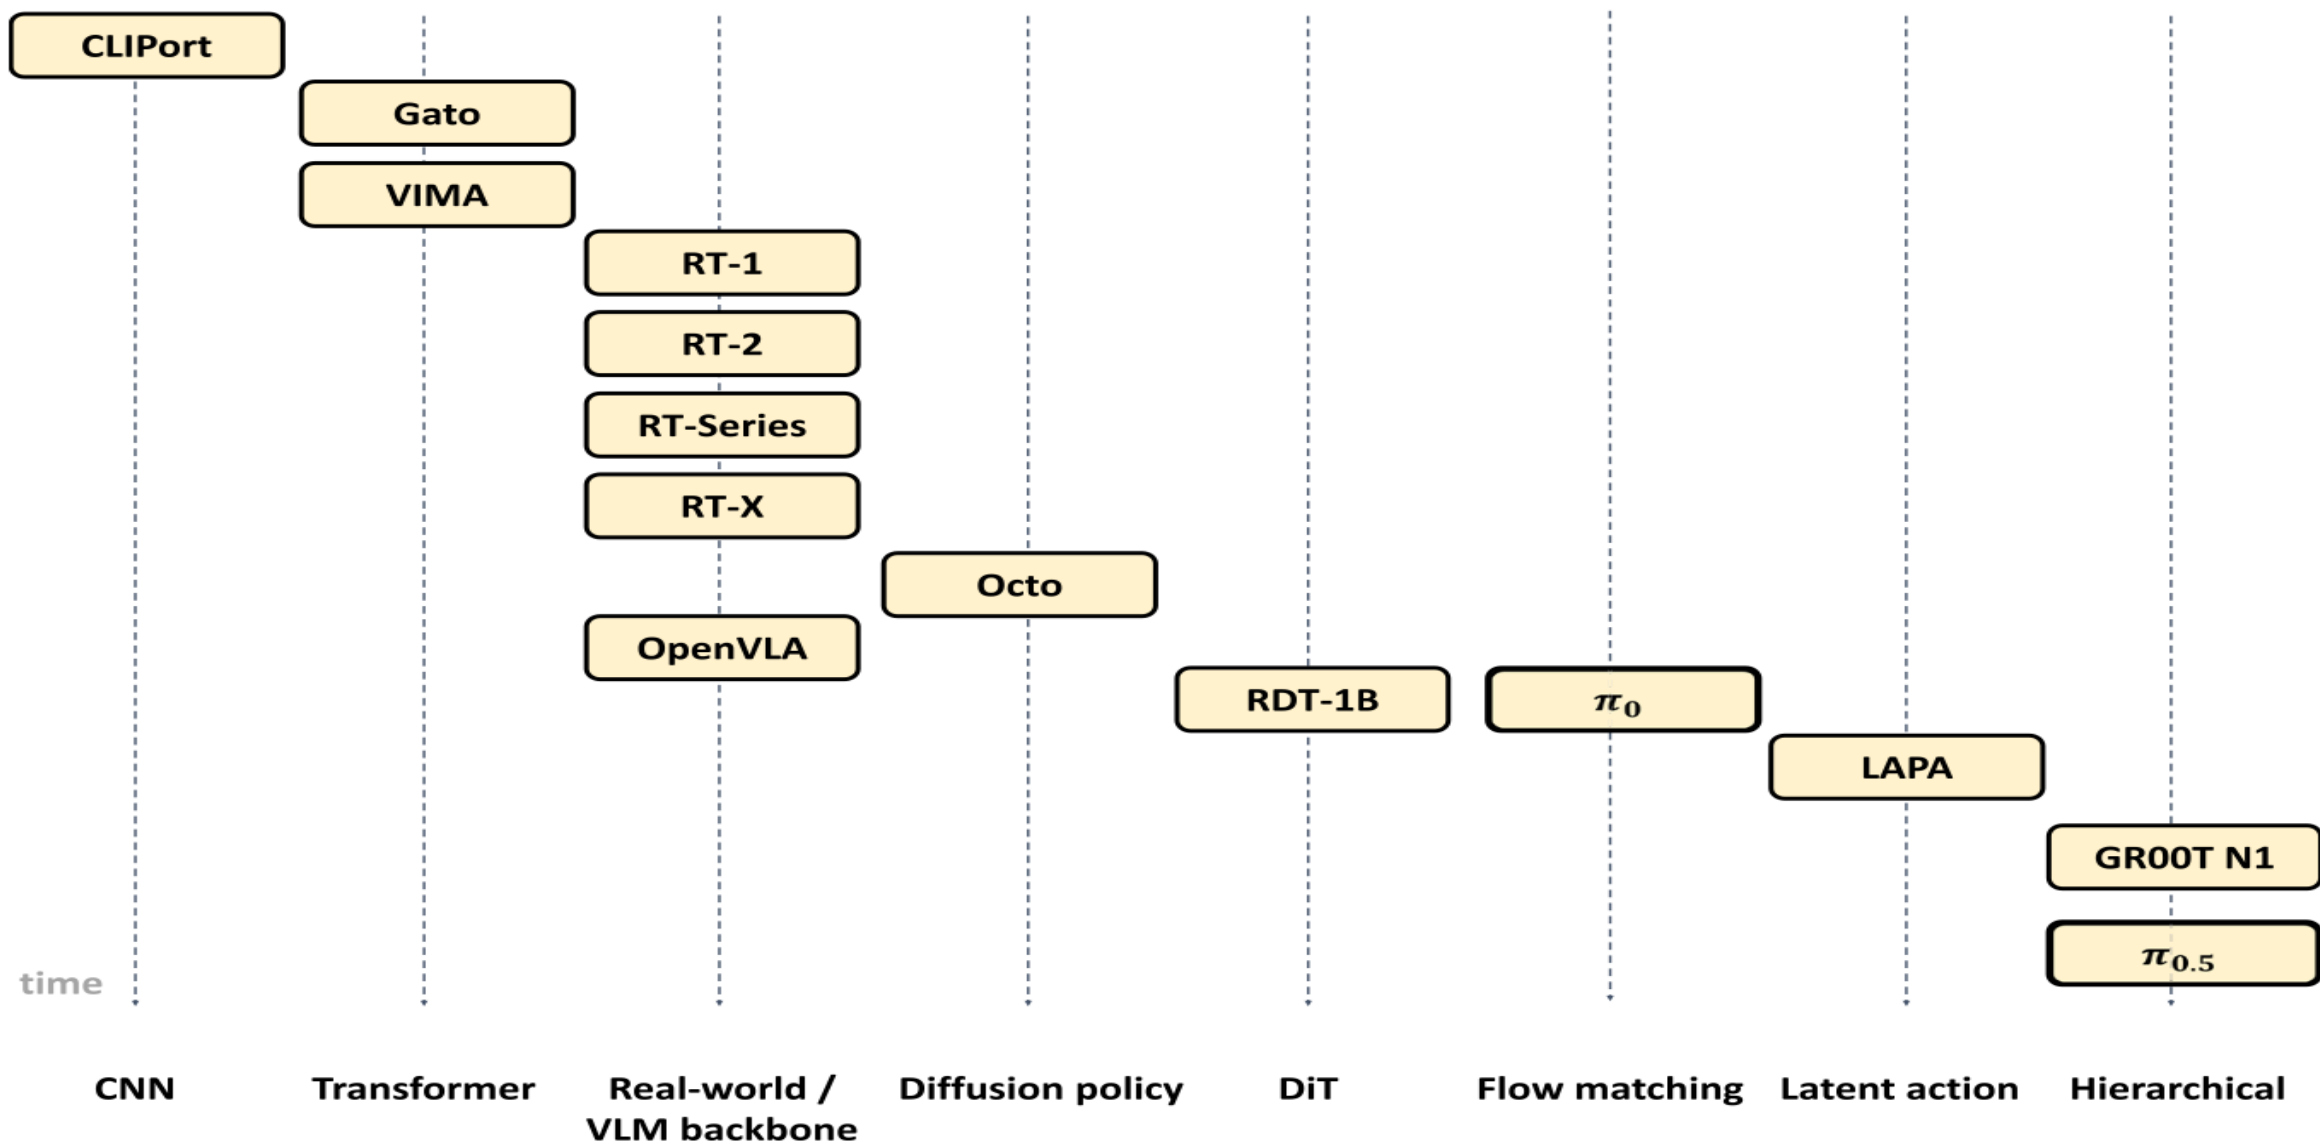 CLIPort
Gato
VIMA
RT-1
RT-2
RT-Series
RT-X
Octo
OpenVLA
RDT-1B
π₀
LAPA
GR00T N1
π₀.₅
time
CNN
Transformer
Real-world /
VLM backbone
Diffusion policy
DiT
Flow matching
Latent action
Hierarchical